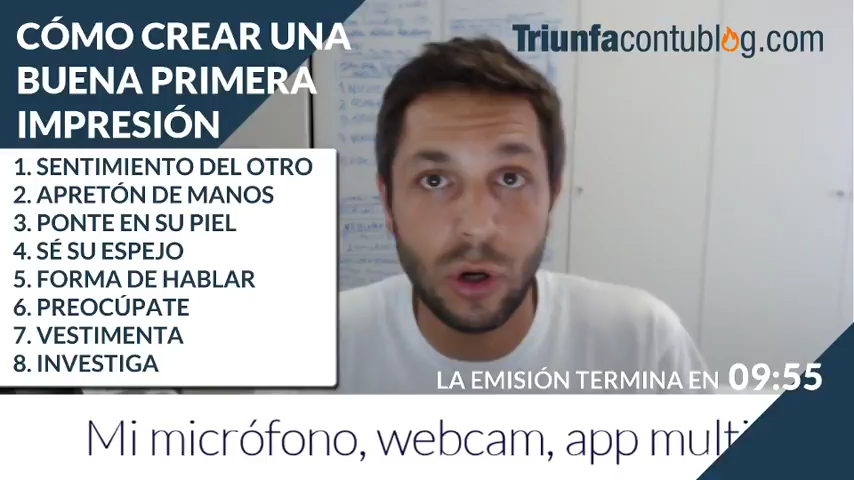 CÓMO CREAR UNA
BUENA PRIMERA
IMPRESIÓN
Triunfacontublog.com
1. SENTIMIENTO DEL OTRO
2. APRETÓN DE MANOS
3. PONTE EN SU PIEL
4. SÉ SU ESPEJO
5. FORMA DE HABLAR
6. PREOCÚPATE
7. VESTIMENTA
8. INVESTIGA
LA EMISIÓN TERMINA EN 09:55
Mi micrófono, webcam, app multi